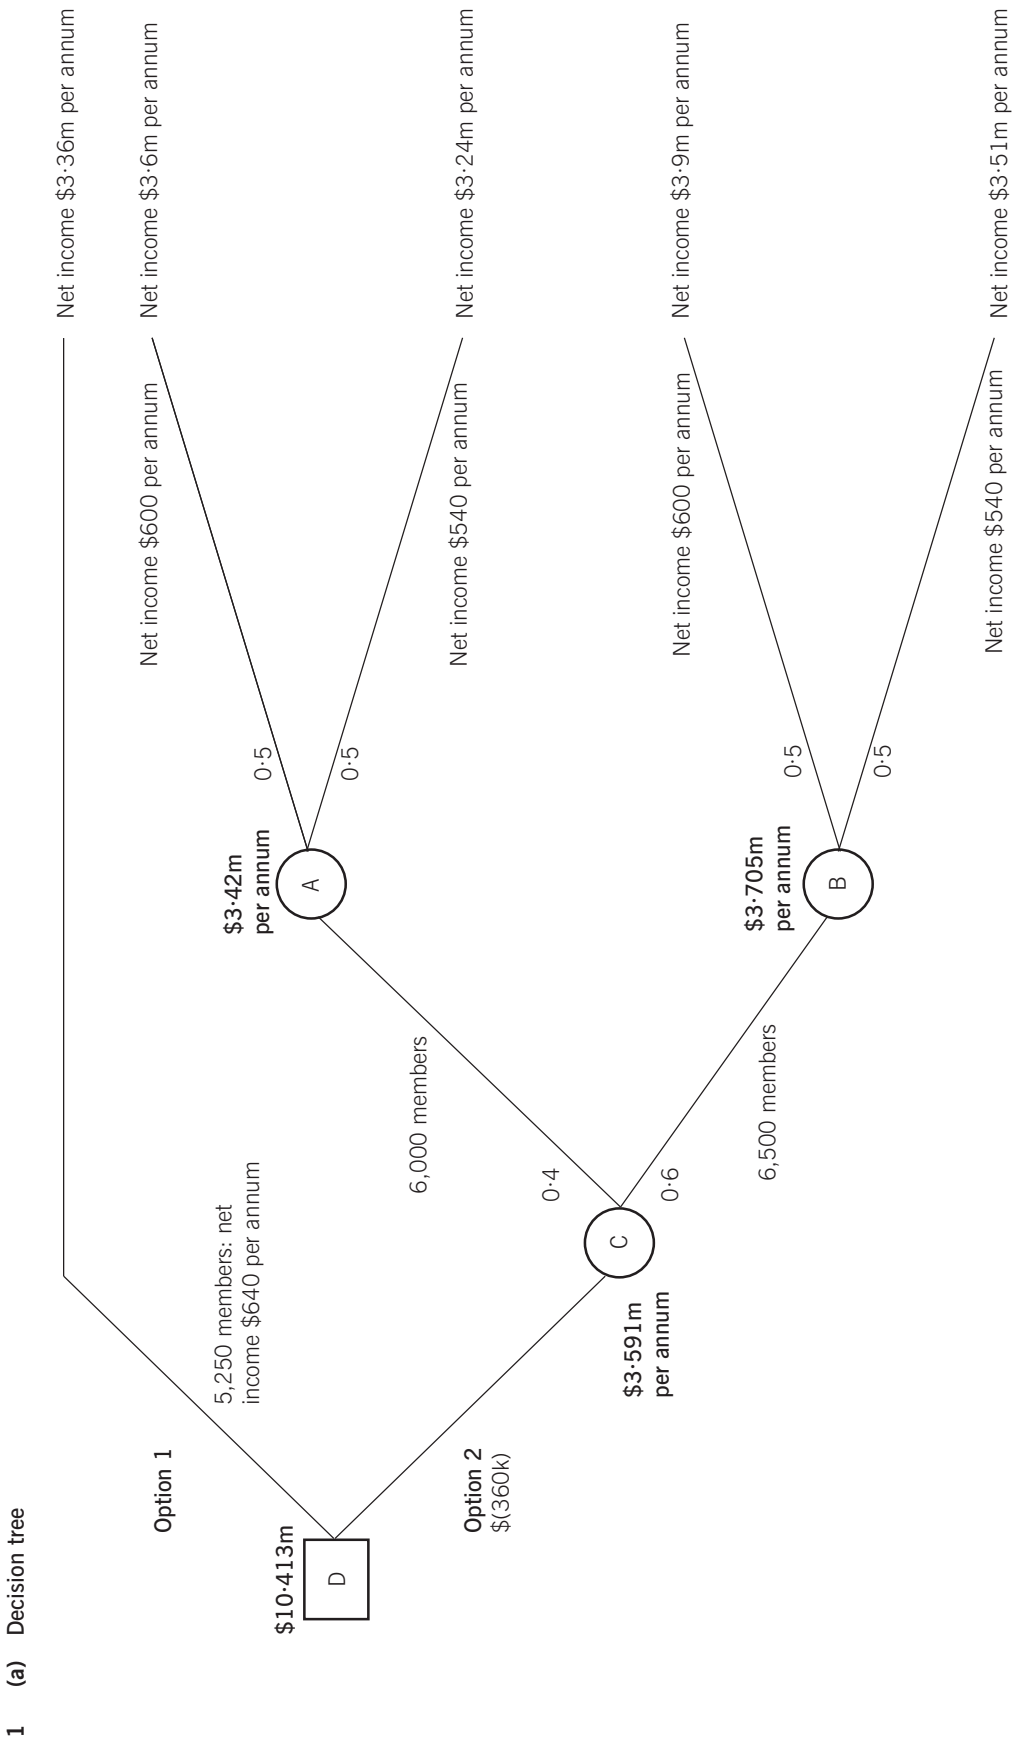 1 (a) Decision tree
Net income $3·36m per annum
5,250 members: net
income $640 per annum
Option 1
Net income $600 per annum
Net income $3·6m per annum
0·5
$3·42m
per annum
A
0·5
Net income $540 per annum
Net income $3·24m per annum
6,000 members
0·4
$10·413m
D
Option 2
$(360k)
C
$3·591m
per annum
0·6
6,500 members
Net income $600 per annum
Net income $3·9m per annum
0·5
$3·705m
per annum
B
0·5
Net income $540 per annum
Net income $3·51m per annum